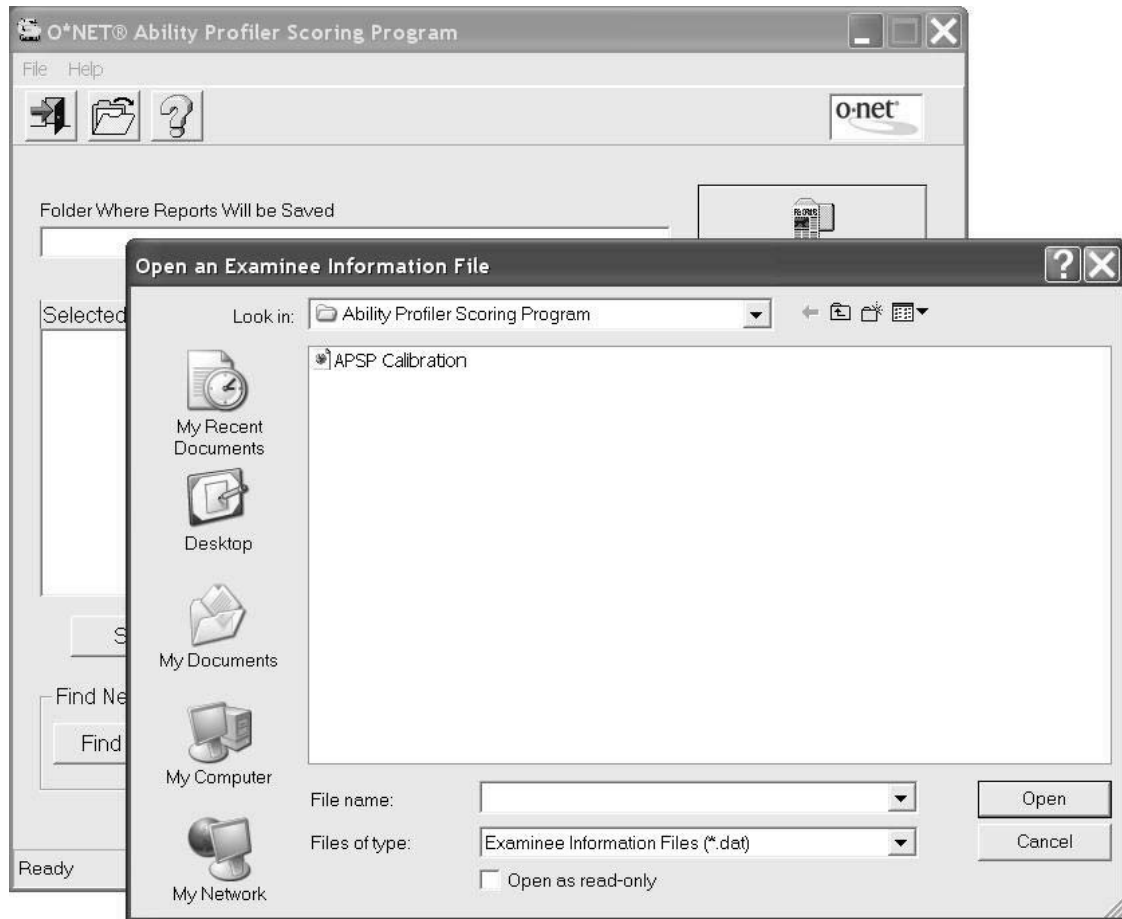 O*NET® Ability Profiler Scoring Program
File Help
o·net
Folder Where Reports Will be Saved
REPORTS
Open an Examinee Information File
Selected
Look in: Ability Profiler Scoring Program
APSP Calibration
My Recent
Documents
Desktop
S
My Documents
Find Ne
Find
My Computer
File name:
Open
Files of type: Examinee Information Files (*.dat)
Cancel
Open as read-only
Ready
My Network